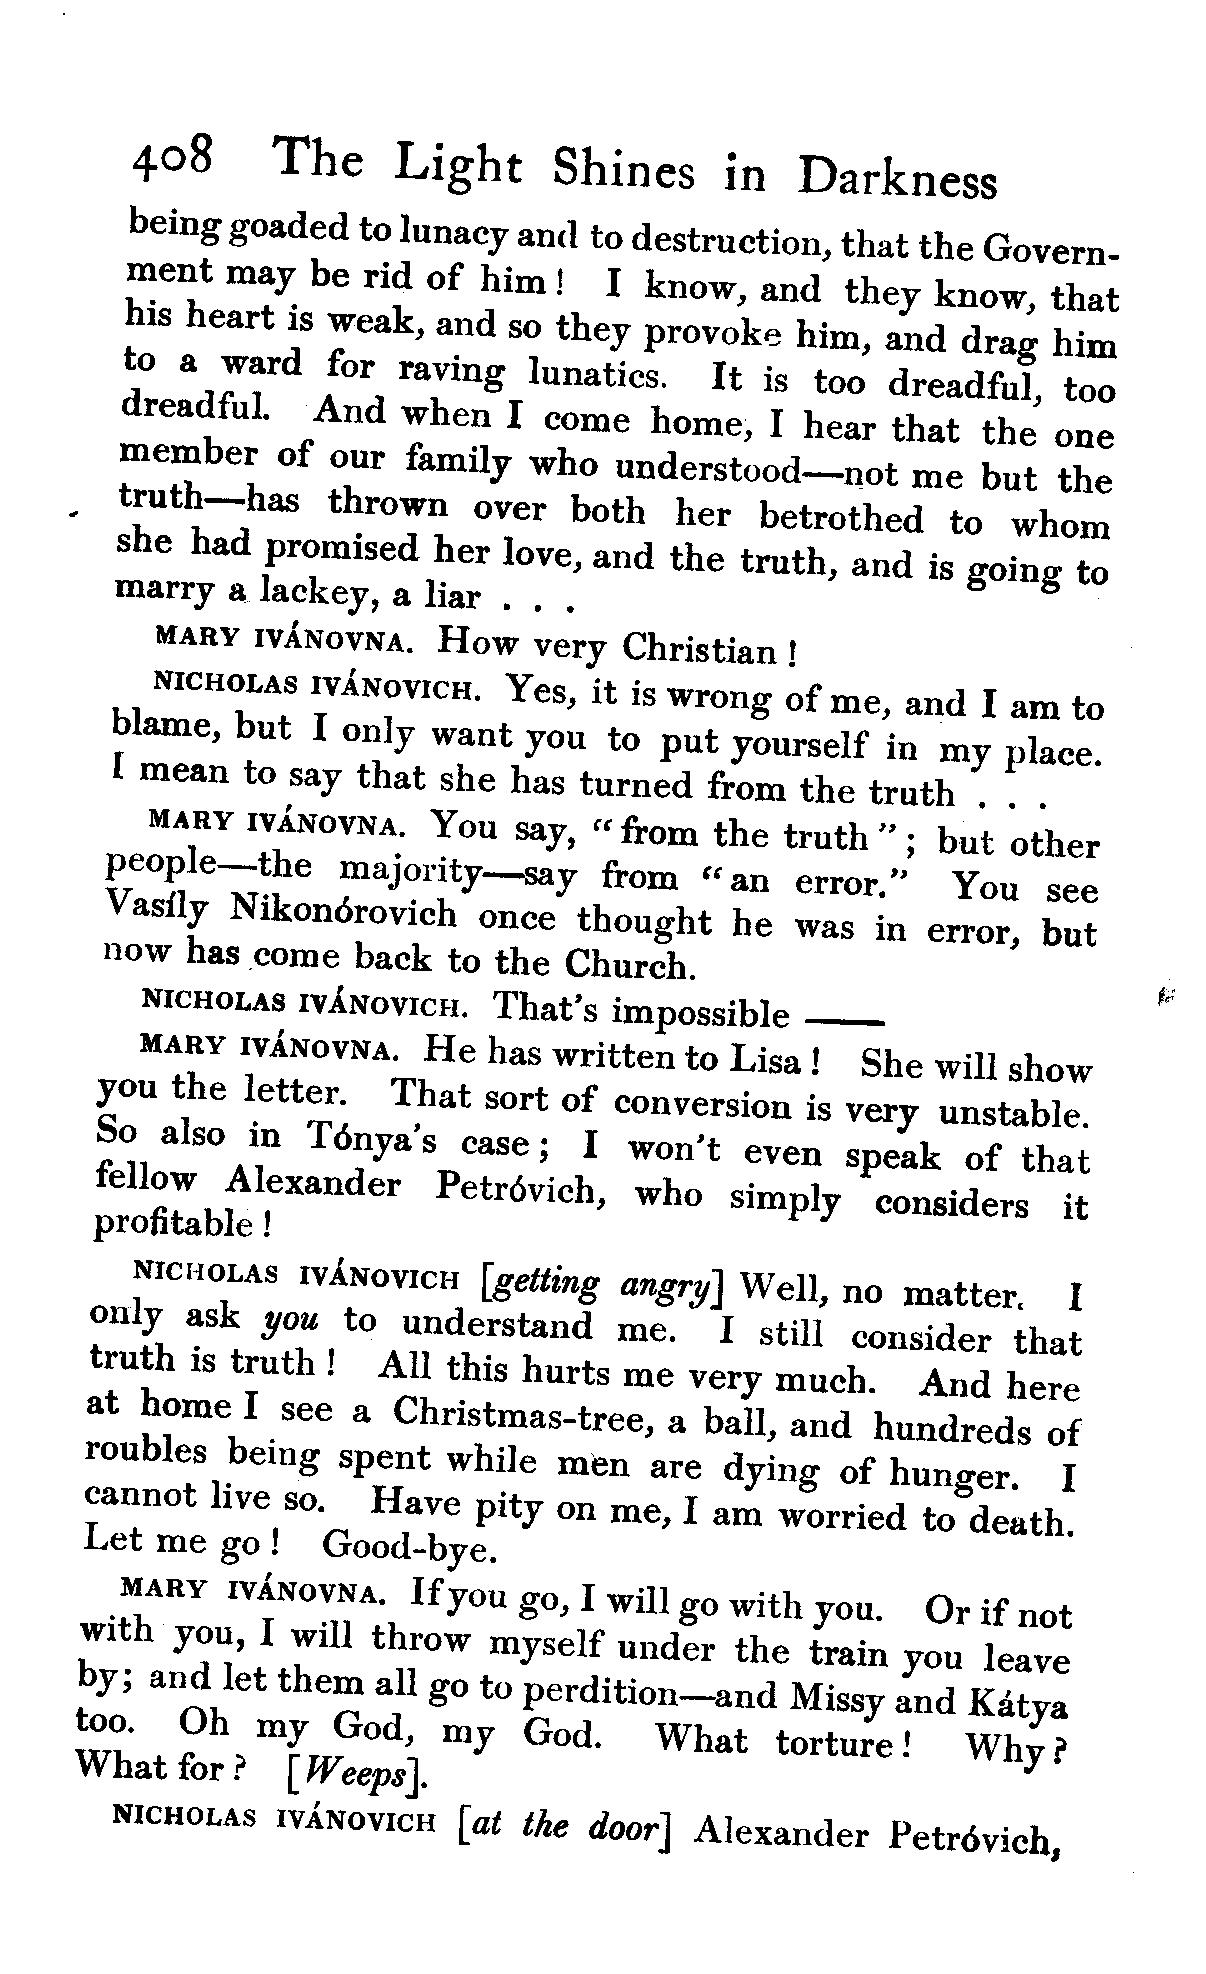 408 The Light Shines in Darkness
being goaded to lunacy and to destruction, that the Govern-
ment may be rid of him ! I know, and they know, that
his heart is weak, and so they provoke him, and drag him
to a ward for raving lunatics. It is too dreadful, too
dreadful. And when I come home, I hear that the one
member of our family who understood—not me but the
truth—has thrown over both her betrothed to whom
she had promised her love, and the truth, and is going to
marry a lackey, a liar . . .
MARY IVÁNOVNA. How very Christian !
NICHOLAS IVÁNOVICH. Yes, it is wrong of me, and I am to
blame, but I only want you to put yourself in my place.
I mean to say that she has turned from the truth . . .
MARY IVÁNOVNA. You say, “from the truth”; but other
people—the majority—say from “an error.” You see
Vasíly Nikonórovich once thought he was in error, but
now has come back to the Church.
NICHOLAS IVÁNOVICH. That's impossible ——
MARY IVÁNOVNA. He has written to Lisa ! She will show
you the letter. That sort of conversion is very unstable.
So also in Tónya's case ; I won't even speak of that
fellow Alexander Petróvich, who simply considers it
profitable !
NICHOLAS IVÁNOVICH [getting angry] Well, no matter. I
only ask you to understand me. I still consider that
truth is truth ! All this hurts me very much. And here
at home I see a Christmas-tree, a ball, and hundreds of
roubles being spent while men are dying of hunger. I
cannot live so. Have pity on me, I am worried to death.
Let me go ! Good-bye.
MARY IVÁNOVNA. If you go, I will go with you. Or if not
with you, I will throw myself under the train you leave
by; and let them all go to perdition—and Missy and Kátya
too. Oh my God, my God. What torture ! Why ?
What for ? [Weeps].
NICHOLAS IVÁNOVICH [at the door] Alexander Petróvich,